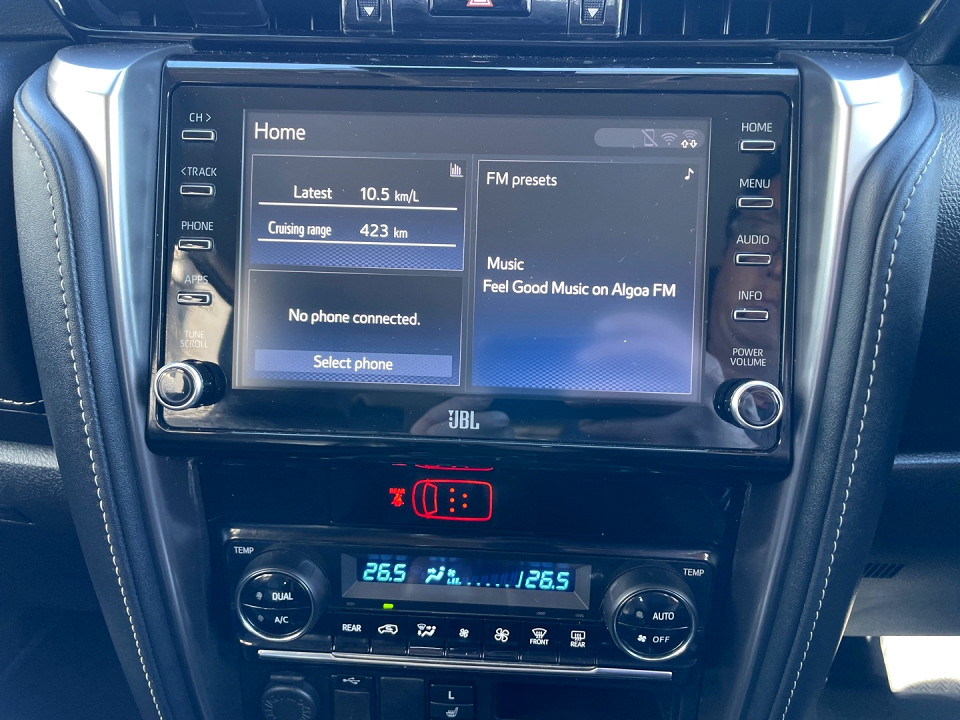 CH >
< TRACK
PHONE
APPS
TUNE
SCROLL
Home
Latest 10.5 km/L
Cruising range 423 km
No phone connected.
Select phone
FM presets
Music
Feel Good Music on Algoa FM
HOME
MENU
AUDIO
INFO
POWER
VOLUME
JBL
REAR
TEMP
26.5
26.5
TEMP
DUAL
A/C
AUTO
OFF
REAR
FRONT
REAR
L